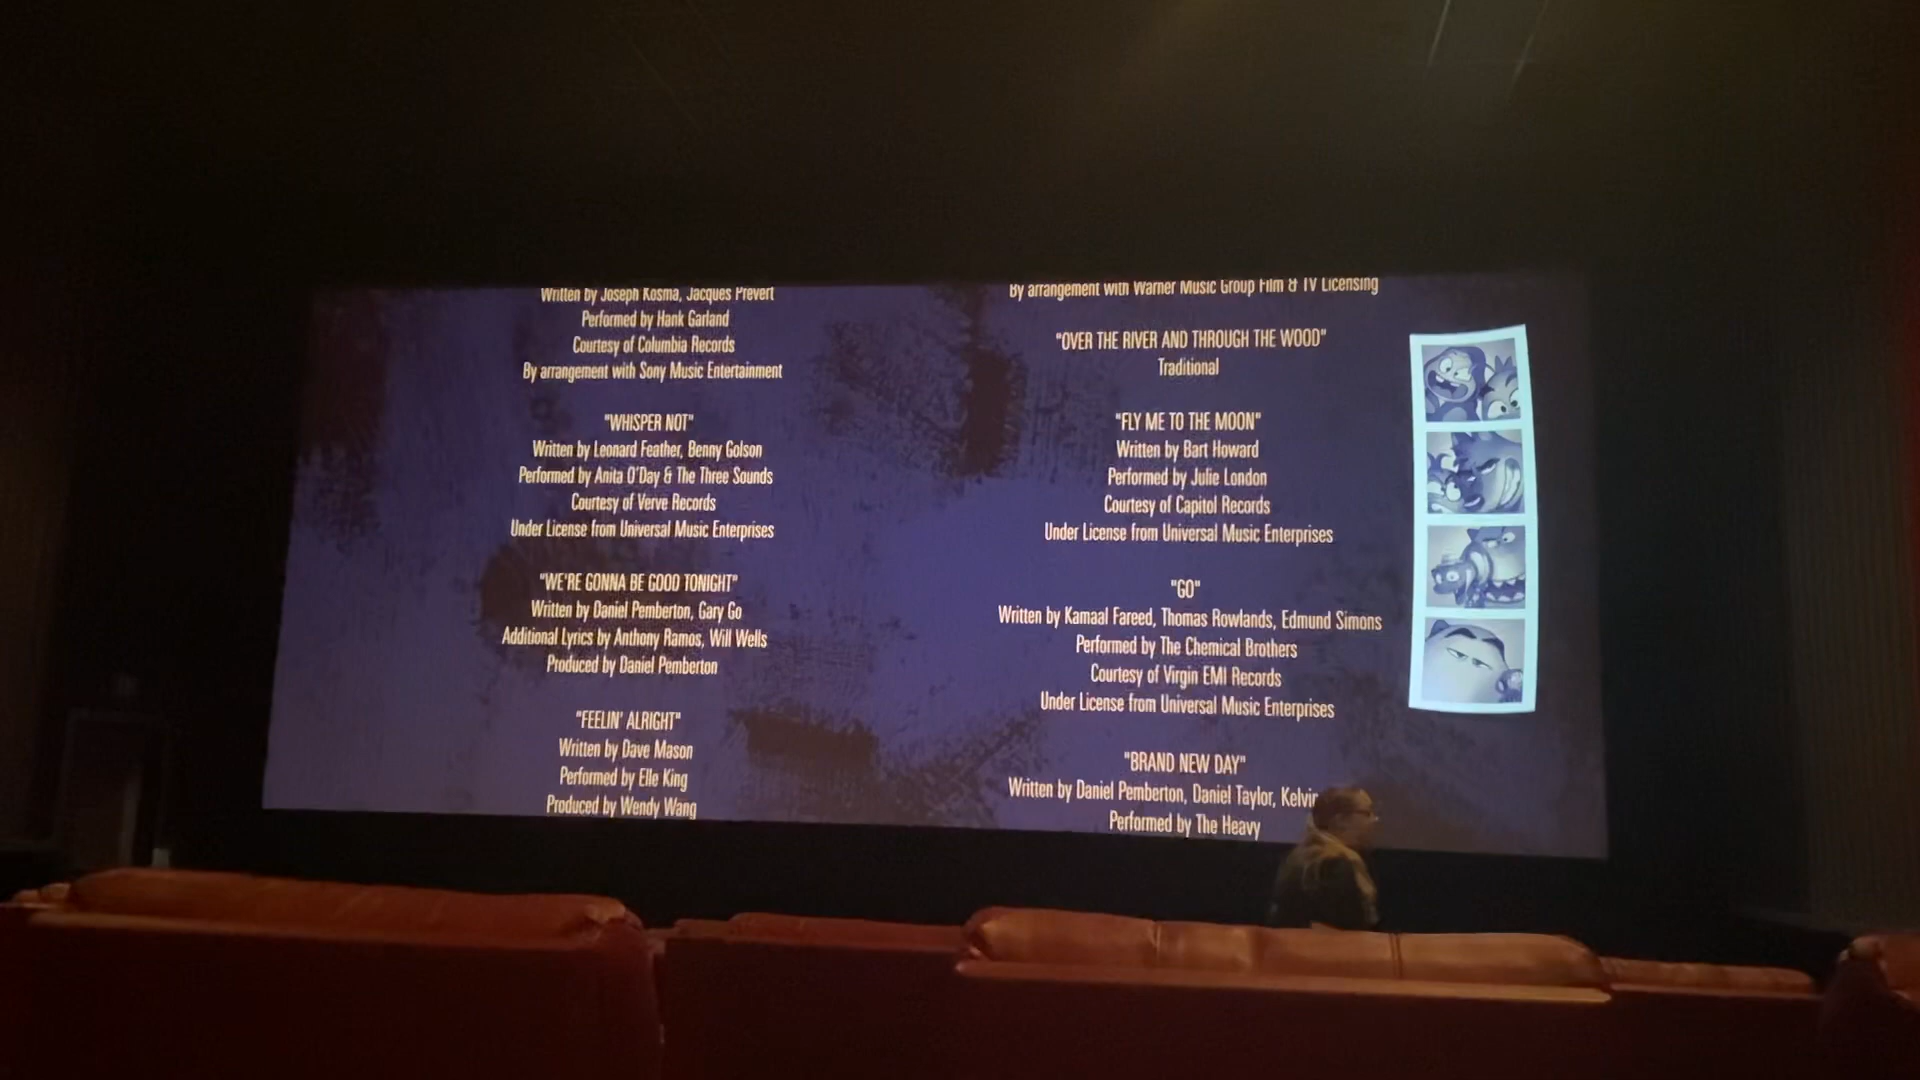 Written by Joseph Kosma, Jacques Prevert
Performed by Hank Garland
Courtesy of Columbia Records
By arrangement with Sony Music Entertainment
"WHISPER NOT"
Written by Leonard Feather, Benny Golson
Performed by Anita O'Day & The Three Sounds
Courtesy of Verve Records
Under License from Universal Music Enterprises
"WE'RE GONNA BE GOOD TONIGHT"
Written by Daniel Pemberton, Gary Go
Additional Lyrics by Anthony Ramos, Will Wells
Produced by Daniel Pemberton
"FEELIN' ALRIGHT"
Written by Dave Mason
Performed by Elle King
Produced by Wendy Wang
By arrangement with Warner Music Group Film & TV Licensing
"OVER THE RIVER AND THROUGH THE WOOD"
Traditional
"FLY ME TO THE MOON"
Written by Bart Howard
Performed by Julie London
Courtesy of Capitol Records
Under License from Universal Music Enterprises
"GO"
Written by Kamaal Fareed, Thomas Rowlands, Edmund Simons
Performed by The Chemical Brothers
Courtesy of Virgin EMI Records
Under License from Universal Music Enterprises
"BRAND NEW DAY"
Written by Daniel Pemberton, Daniel Taylor,
Performed by The Heavy